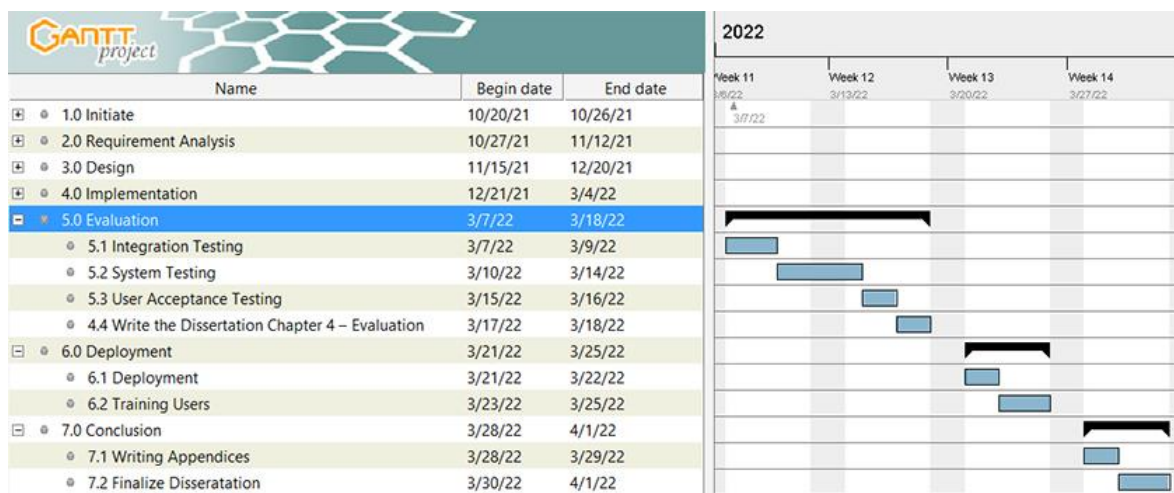 GANTT
project
2022
Week 11 Week 12 Week 13 Week 14
3/6/22 3/13/22 3/20/22 3/27/22
3/7/22
Name Begin date End date
1.0 Initiate 10/20/21 10/26/21
2.0 Requirement Analysis 10/27/21 11/12/21
3.0 Design 11/15/21 12/20/21
4.0 Implementation 12/21/21 3/4/22
5.0 Evaluation 3/7/22 3/18/22
5.1 Integration Testing 3/7/22 3/9/22
5.2 System Testing 3/10/22 3/14/22
5.3 User Acceptance Testing 3/15/22 3/16/22
4.4 Write the Dissertation Chapter 4 – Evaluation 3/17/22 3/18/22
6.0 Deployment 3/21/22 3/25/22
6.1 Deployment 3/21/22 3/22/22
6.2 Training Users 3/23/22 3/25/22
7.0 Conclusion 3/28/22 4/1/22
7.1 Writing Appendices 3/28/22 3/29/22
7.2 Finalize Disseratation 3/30/22 4/1/22